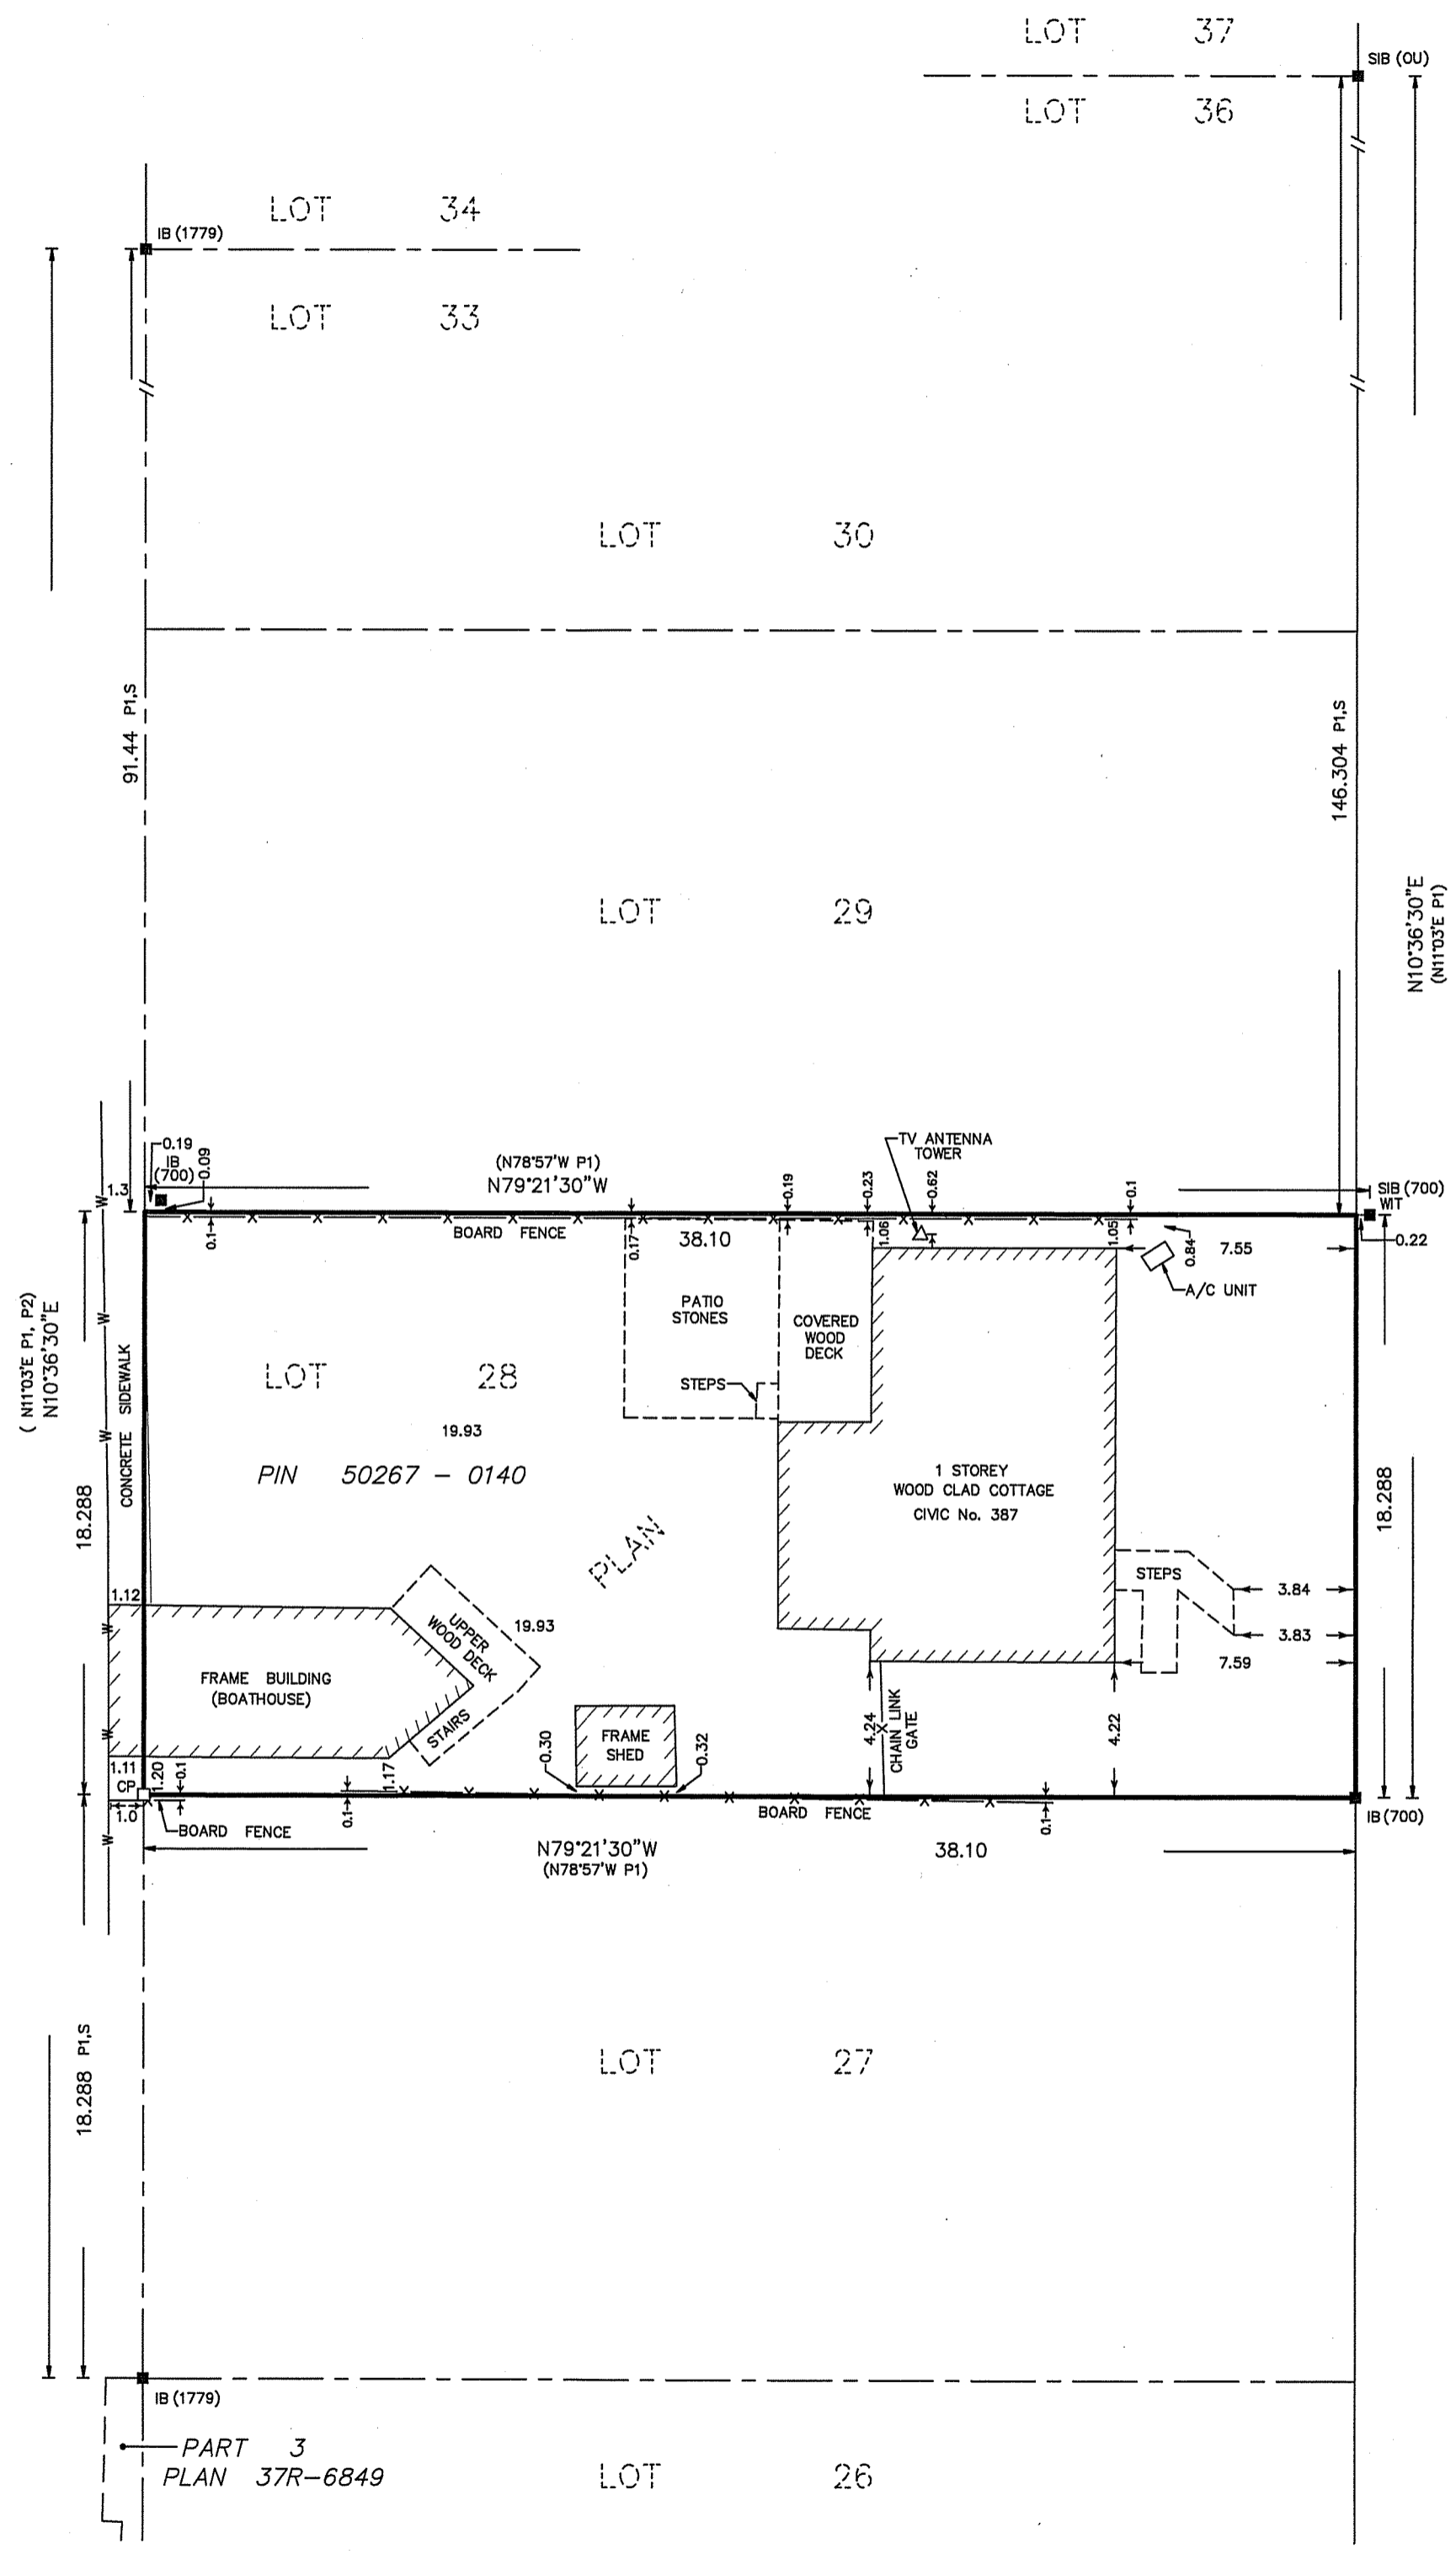 LOT 37
SIB (OU)
LOT 36
LOT 34
IB (1779)
LOT 33
LOT 30
91.44 P1,S
146.304 P1,S
LOT 29
N10°36'30"E
(N11°03'E P1)
TV ANTENNA
TOWER
0.19
IB
(700)
0.09
(N78°57'W P1)
N79°21'30"W
1.3
W
0.19
0.23
0.62
0.1
SIB (700)
WIT
0.1
BOARD FENCE
0.17
38.10
1.06
1.05
0.84
7.55
0.22
A/C UNIT
PATIO
STONES
COVERED
WOOD
DECK
W
(N11°03'E P1, P2)
N10°36'30"E
CONCRETE SIDEWALK
LOT 28
STEPS
19.93
W
PIN 50267 - 0140
1 STOREY
WOOD CLAD COTTAGE
CIVIC No. 387
18.288
18.288
PLAN
STEPS
3.84
1.12
W
UPPER
WOOD DECK
19.93
3.83
7.59
FRAME BUILDING
(BOATHOUSE)
STAIRS
W
FRAME
SHED
0.30
0.32
4.24
CHAIN LINK
GATE
4.22
1.11
CP
1.20
0.1
1.17
1.0
0.1
BOARD FENCE
0.1
IB (700)
W
BOARD FENCE
N79°21'30"W
(N78°57'W P1)
38.10
18.288 P1,S
LOT 27
IB (1779)
PART 3
PLAN 37R-6849
LOT 26